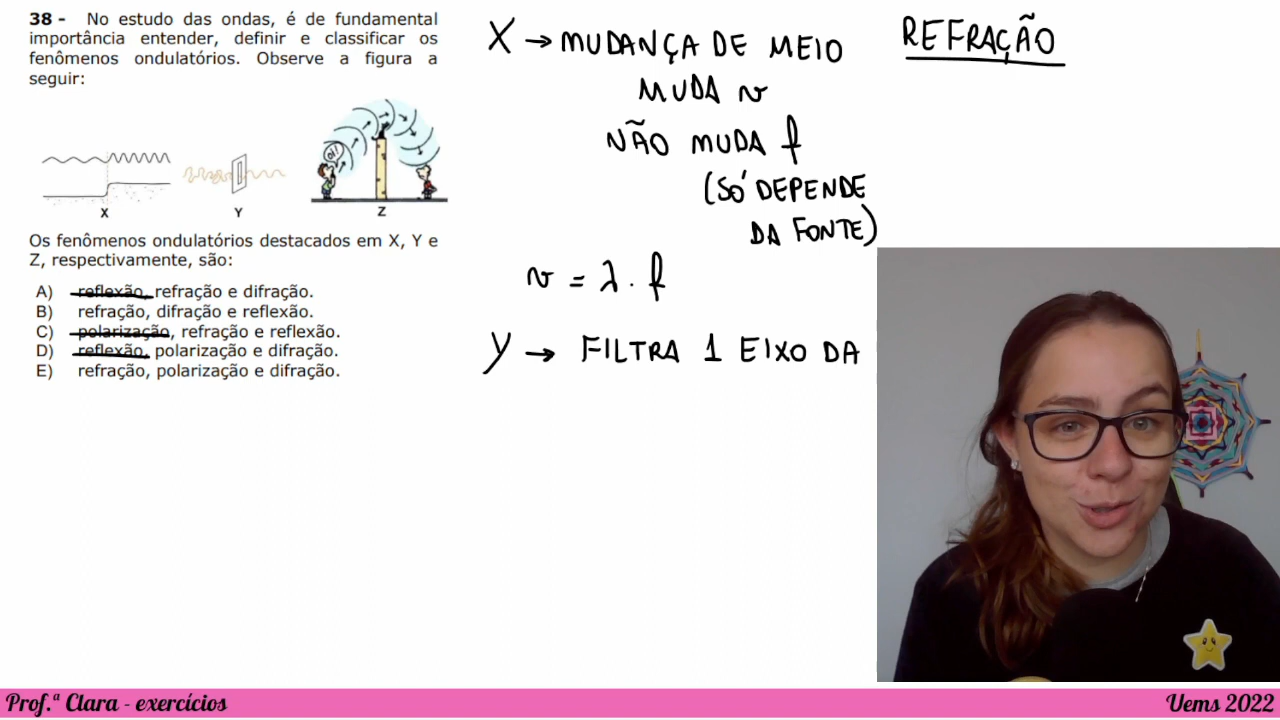 38 - No estudo das ondas, é de fundamental
importância entender, definir e classificar os
fenômenos ondulatórios. Observe a figura a
seguir:
OI!
X
Y
Z
Os fenômenos ondulatórios destacados em X, Y e
Z, respectivamente, são:
A) reflexão, refração e difração.
B) refração, difração e reflexão.
C) polarização, refração e reflexão.
D) reflexão, polarização e difração.
E) refração, polarização e difração.
X → MUDANÇA DE MEIO
MUDA v
NÃO MUDA f
(SÓ DEPENDE
DA FONTE)
v = λ . f
Y → FILTRA 1 EIXO DA
REFRAÇÃO
Prof.ª Clara - exercícios
Uems 2022